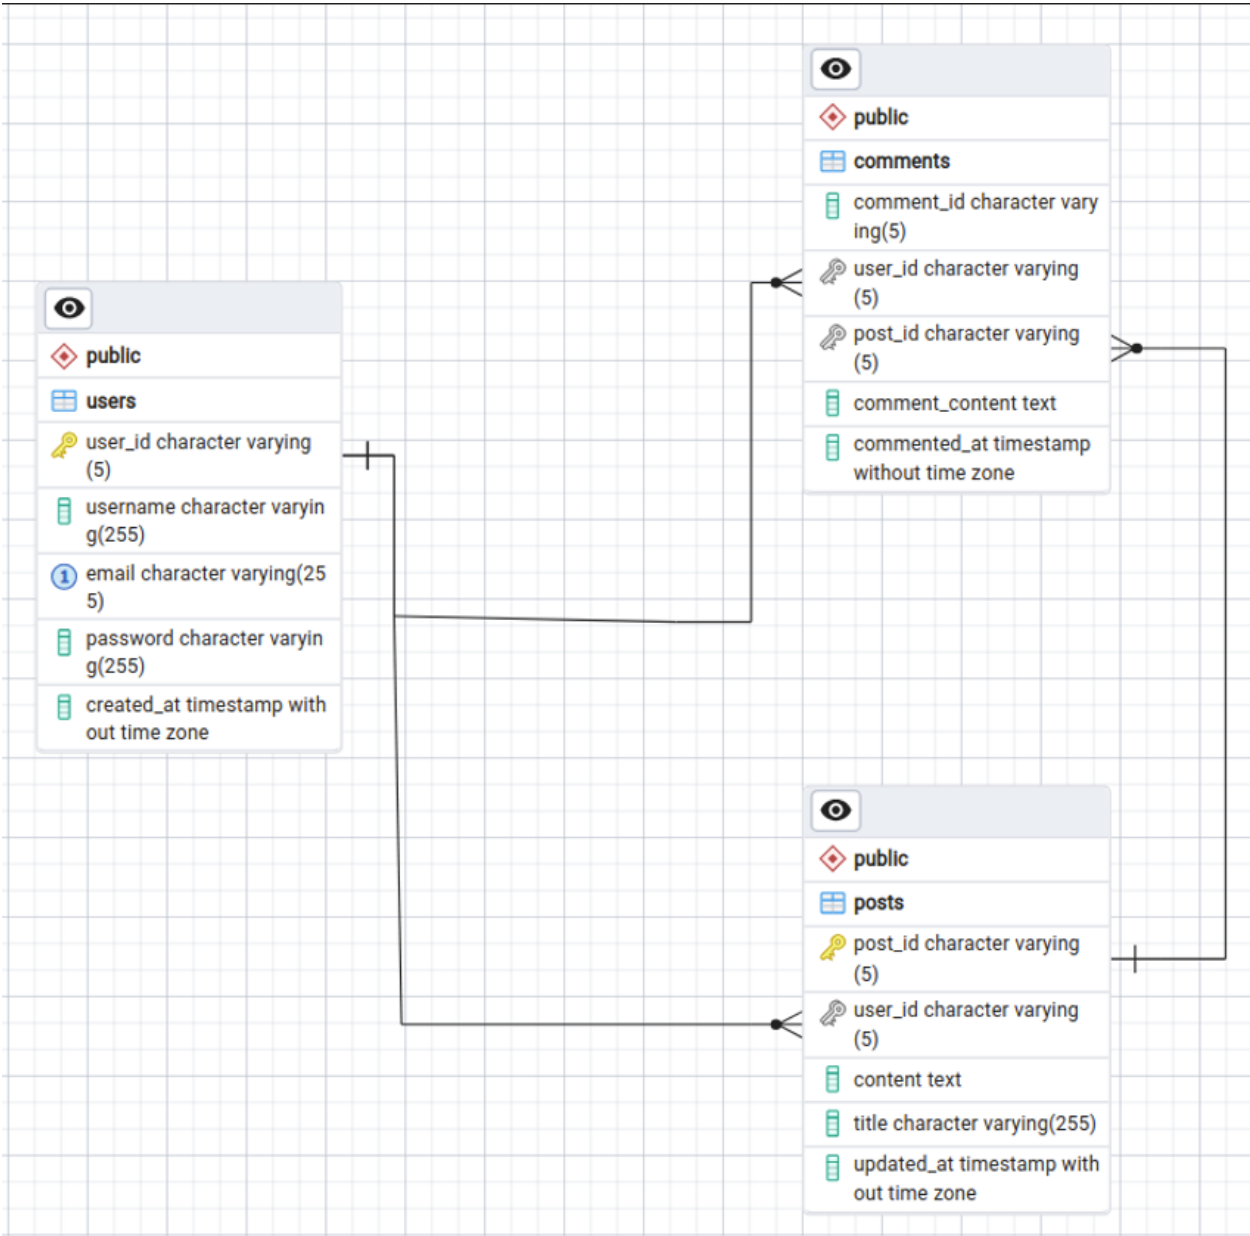 public
users
user_id character varying
(5)
username character varyin
g(255)
1
email character varying(25
5)
password character varyin
g(255)
created_at timestamp with
out time zone
public
comments
comment_id character vary
ing(5)
user_id character varying
(5)
post_id character varying
(5)
comment_content text
commented_at timestamp
without time zone
public
posts
post_id character varying
(5)
user_id character varying
(5)
content text
title character varying(255)
updated_at timestamp with
out time zone